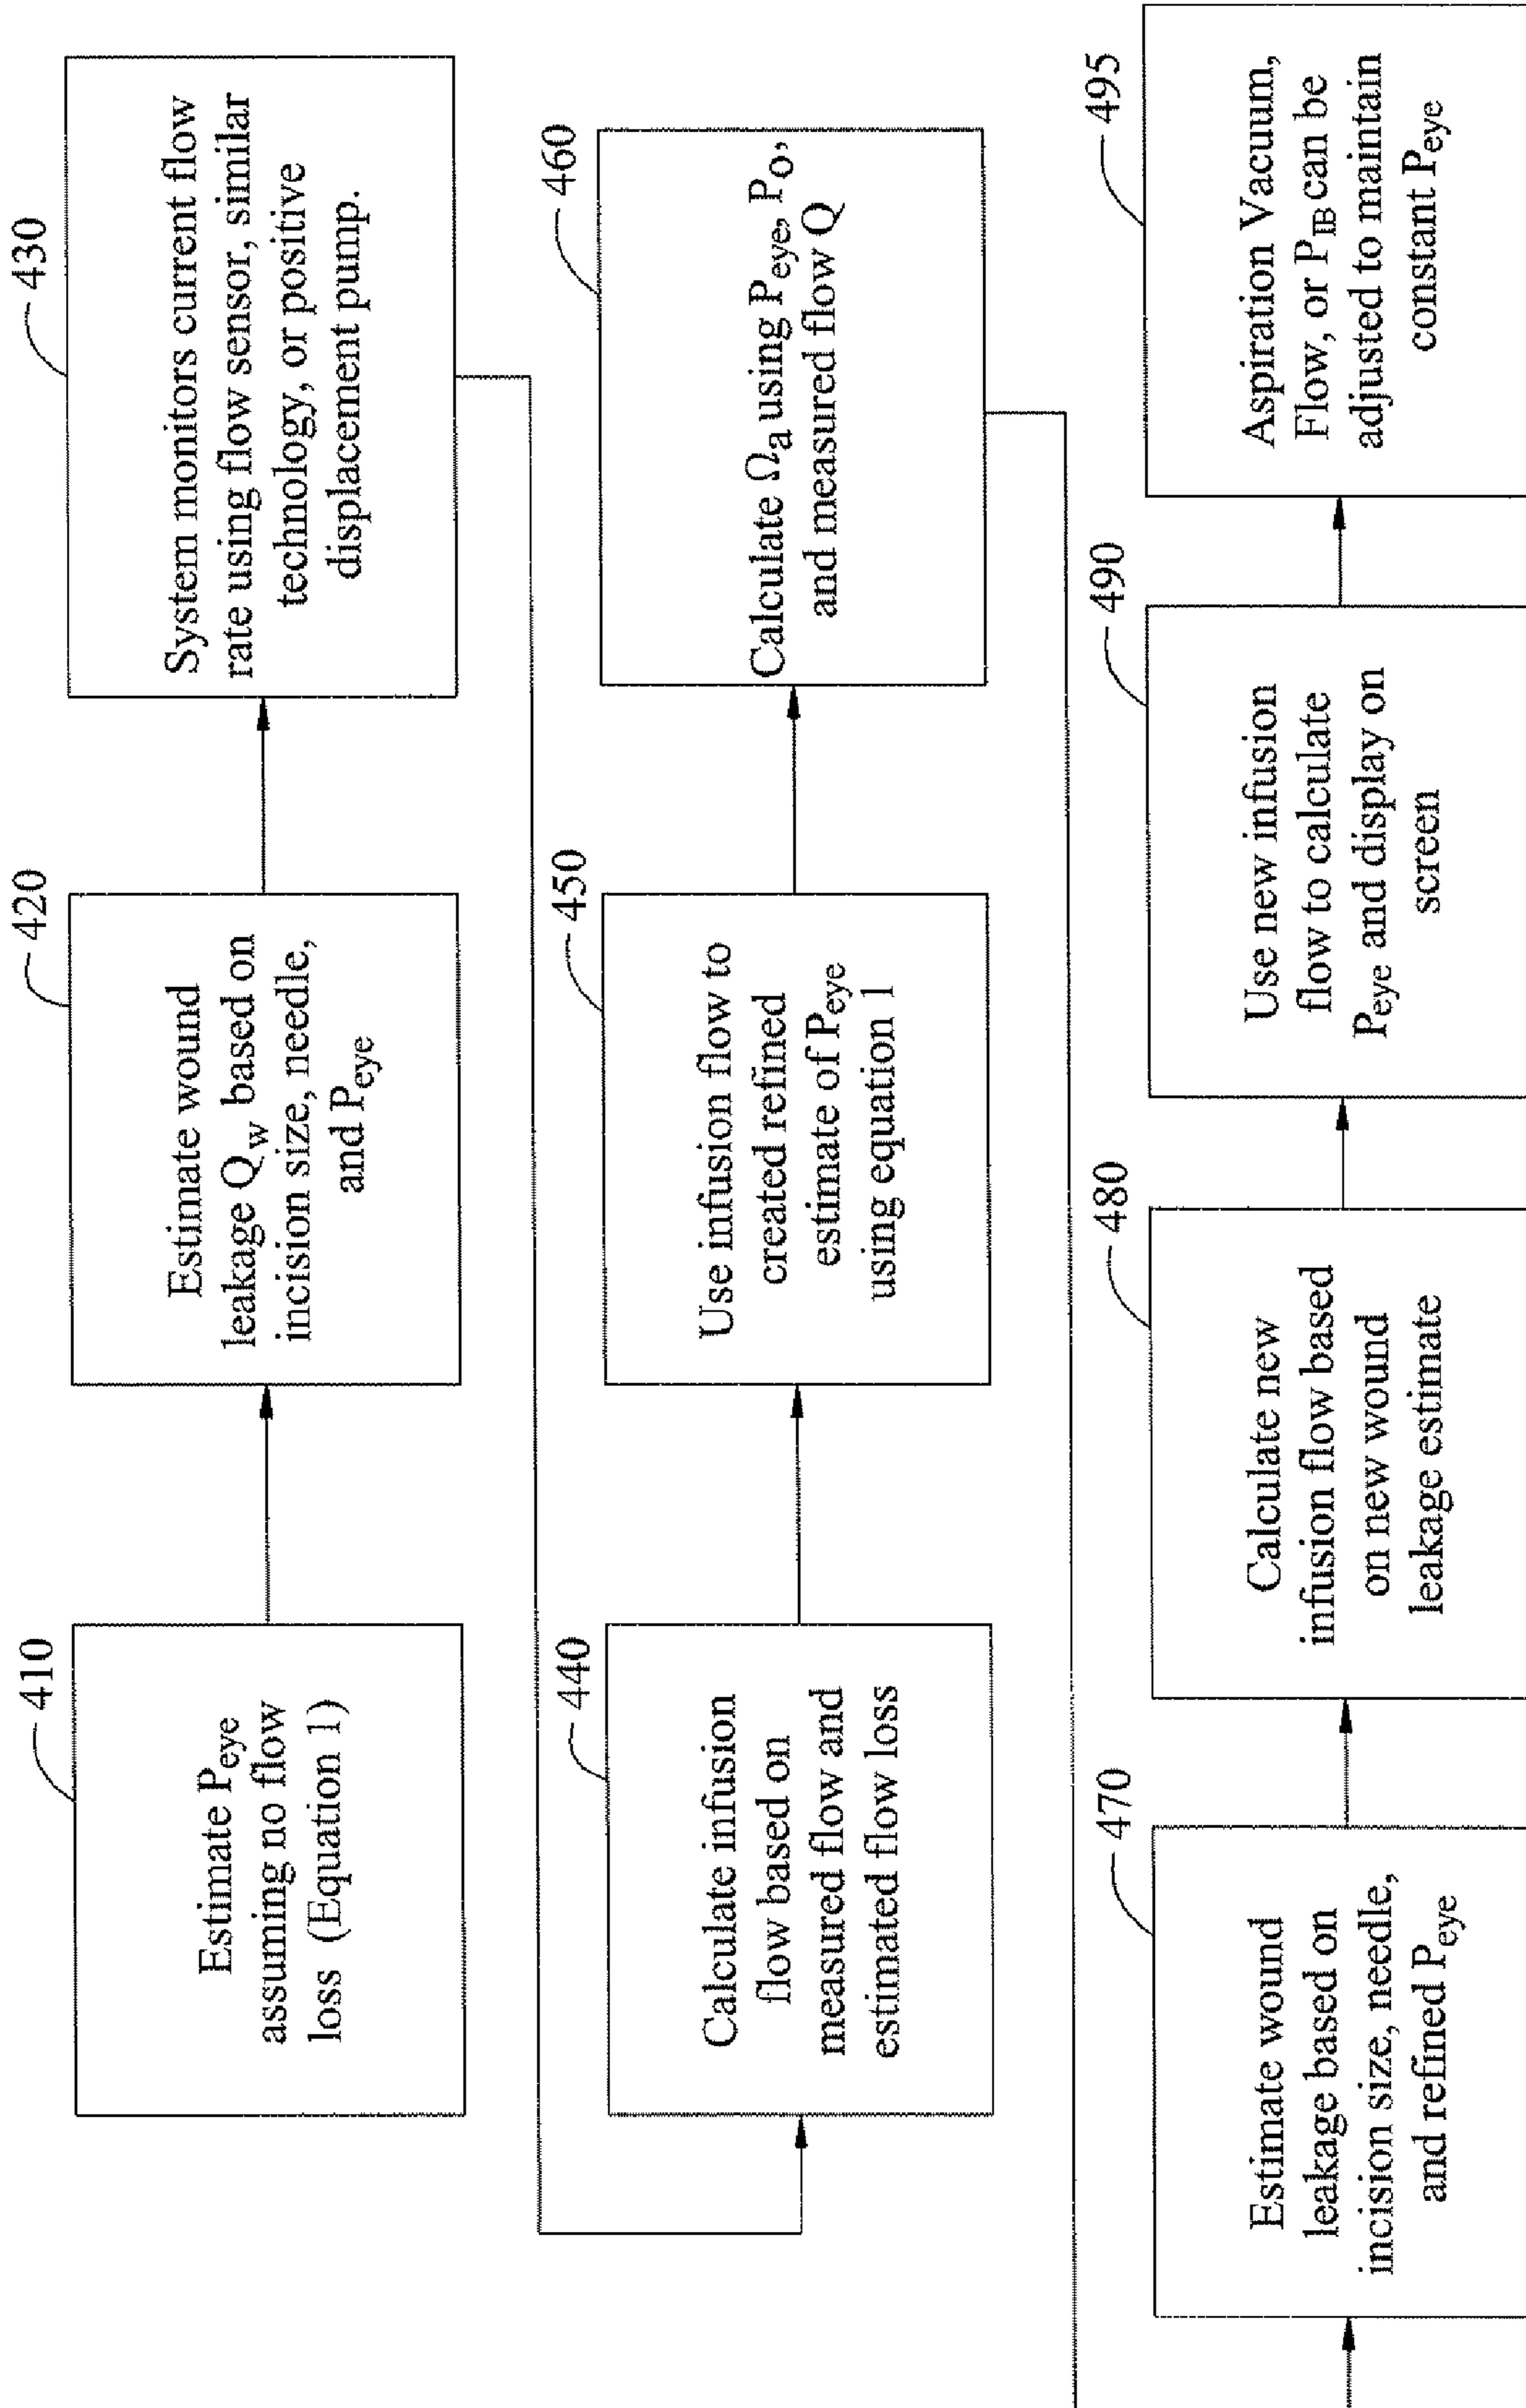 410
Estimate P_eye
assuming no flow
loss (Equation 1)
420
Estimate wound
leakage Q_w based on
incision size, needle,
and P_eye
430
System monitors current flow
rate using flow sensor, similar
technology, or positive
displacement pump.
440
Calculate infusion
flow based on
measured flow and
estimated flow loss
450
Use infusion flow to
created refined
estimate of P_eye
using equation 1
460
Calculate Ω_a using P_eye, P_O,
and measured flow Q
470
Estimate wound
leakage based on
incision size, needle,
and refined P_eye
480
Calculate new
infusion flow based
on new wound
leakage estimate
490
Use new infusion
flow to calculate
P_eye and display on
screen
495
Aspiration Vacuum,
Flow, or P_IB can be
adjusted to maintain
constant P_eye